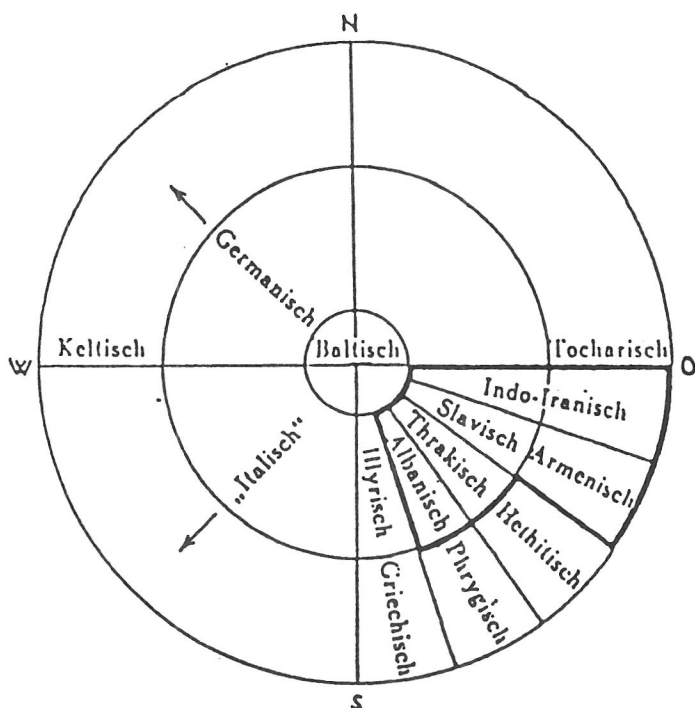 N
Germanisch
W
Keltisch
Baltisch
Tocharisch
O
Indo-Iranisch
Slavisch
Armenisch
Thrakisch
Albanisch
Illyrisch
„Italisch“
Hethitisch
Phrygisch
Griechisch
S